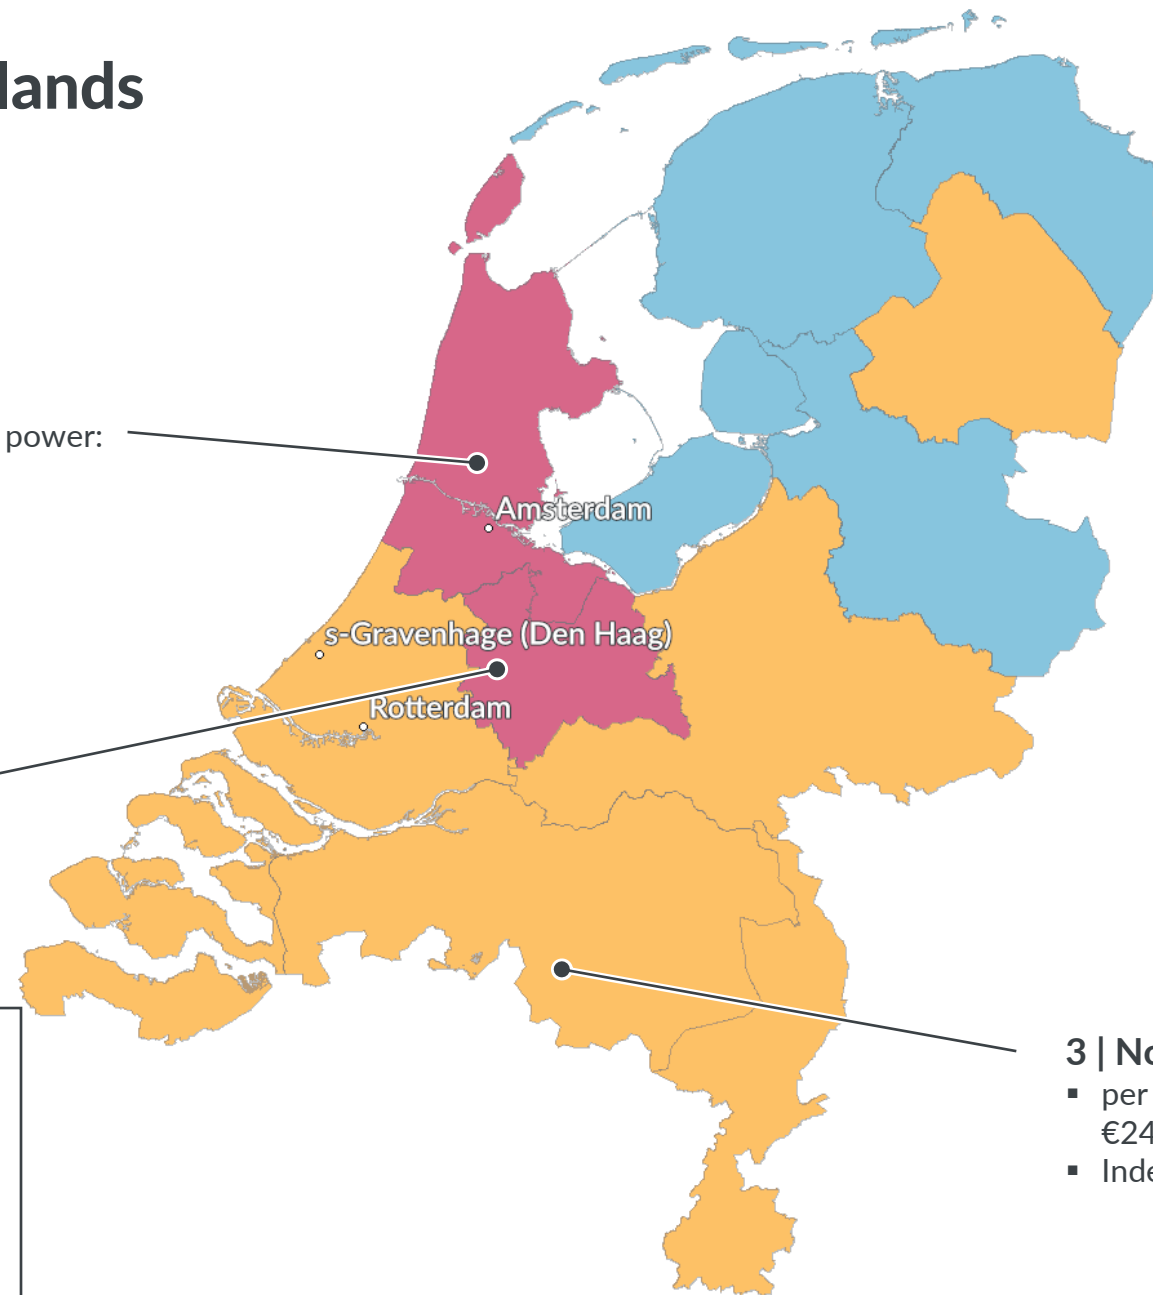 lands
power:
Amsterdam
s-Gravenhage (Den Haag)
Rotterdam
3 | No
▪ per
€24
▪ Inde